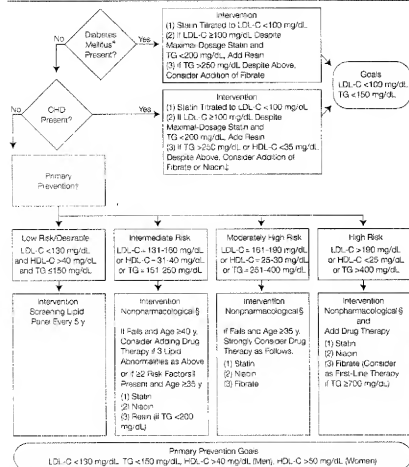 Diabetes
Mellitus*
Present?
No
Yes
Intervention
(1) Statin Titrated to LDL-C <100 mg/dL
(2) If LDL-C ≥100 mg/dL Despite
Maximal-Dosage Statin and
TG <200 mg/dL, Add Resin
(3) if TG >250 mg/dL Despite Above,
Consider Addition of Fibrate
Goals
LDL-C <100 mg/dL
TG <150 mg/dL
No
CHD
Present?
Yes
Intervention
(1) Statin Titrated to LDL-C <100 mg/dL
(2) If LDL-C ≥100 mg/dL Despite
Maximal-Dosage Statin and
TG <200 mg/dL, Add Resin
(3) If TG >250 mg/dL or HDL-C <35 mg/dL
Despite Above, Consider Addition of
Fibrate or Niacin‡
Primary
Prevention?
Low Risk/Desirable
LDL-C <130 mg/dL
and HDL-C >40 mg/dL
and TG ≤150 mg/dL
Intermediate Risk
LDL-C = 131-160 mg/dL
or HDL-C = 31-40 mg/dL
or TG = 151-250 mg/dL
Moderately High Risk
LDL-C = 161-190 mg/dL
or HDL-C = 25-30 mg/dL
or TG = 251-400 mg/dL
High Risk
LDL-C >190 mg/dL
or HDL-C <25 mg/dL
or TG >400 mg/dL
Intervention
Screening Lipid
Panel Every 5 y
Intervention
Nonpharmacological§
If Fails and Age ≥40 y,
Consider Adding Drug
Therapy if 3 Lipid
Abnormalities as Above
or if ≥2 Risk Factors
Present and Age ≥35 y
(1) Statin
(2) Niacin
(3) Resin (if TG <200
mg/dL)
Intervention
Nonpharmacological§
If Fails and Age ≥35 y,
Strongly Consider Drug
Therapy as Follows.
(1) Statin
(2) Niacin
(3) Fibrate
Intervention
Nonpharmacological§
and
Add Drug Therapy
(1) Statin
(2) Niacin
(3) Fibrate (Consider
as First-Line Therapy
if TG ≥700 mg/dL)
Primary Prevention Goals
LDL-C <130 mg/dL, TG <150 mg/dL, HDL-C >40 mg/dL (Men), HDL-C >50 mg/dL (Women)